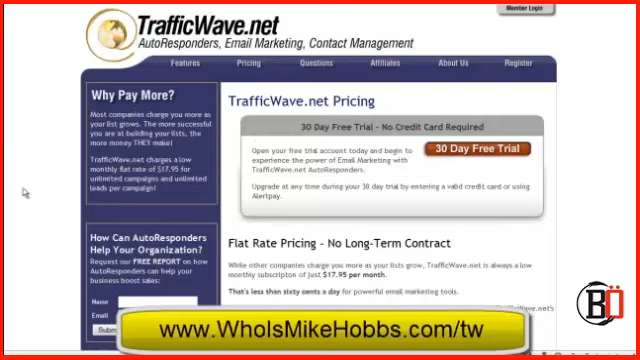 Member Login
TrafficWave.net
AutoResponders, Email Marketing, Contact Management
Features Pricing Questions Affiliates About Us Register
Why Pay More?
Most companies charge you more as
your list grows. The more successful
you are at building your lists, the
more money THEY make!
TrafficWave.net charges a low
monthly flat rate of $17.95 for
unlimited campaigns and unlimited
leads per campaign!
How Can AutoResponders
Help Your Organization?
Request our FREE REPORT on how
AutoResponders can help your
business boost sales:
Name
Email
Subm
TrafficWave.net Pricing
30 Day Free Trial - No Credit Card Required
Open your free trial account today and begin to
experience the power of Email Marketing with
TrafficWave.net AutoResponders.
30 Day Free Trial
Upgrade at any time during your 30 day trial by entering a valid credit card or using
Alertpay.
Flat Rate Pricing - No Long-Term Contract
While other companies charge you more as your lists grow, TrafficWave.net is always a low
monthly subscripton of just $17.95 per month.
That's less than sixty cents a day for powerful email marketing tools.
TrafficWave.net's
www.WhoIsMikeHobbs.com/tw
BÖ